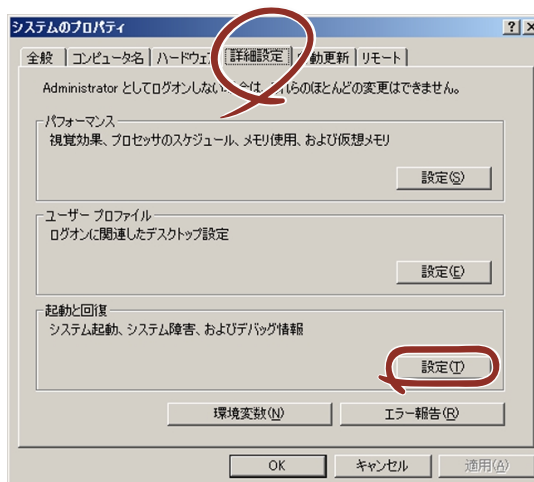 システムのプロパティ
全般 コンピュータ名 ハードウェア 詳細設定 動更新 リモート
Administrator としてログオンしない は、 れらのほとんどの変更はできません。
パフォーマンス
視覚効果、プロセッサのスケジュール、メモリ使用、および仮想メモリ
設定(S)
ユーザー プロファイル
ログオンに関連したデスクトップ設定
設定(E)
起動と回復
システム起動、システム障害、およびデバッグ情報
設定(T)
環境変数(N) エラー報告(R)
OK キャンセル 適用(A)